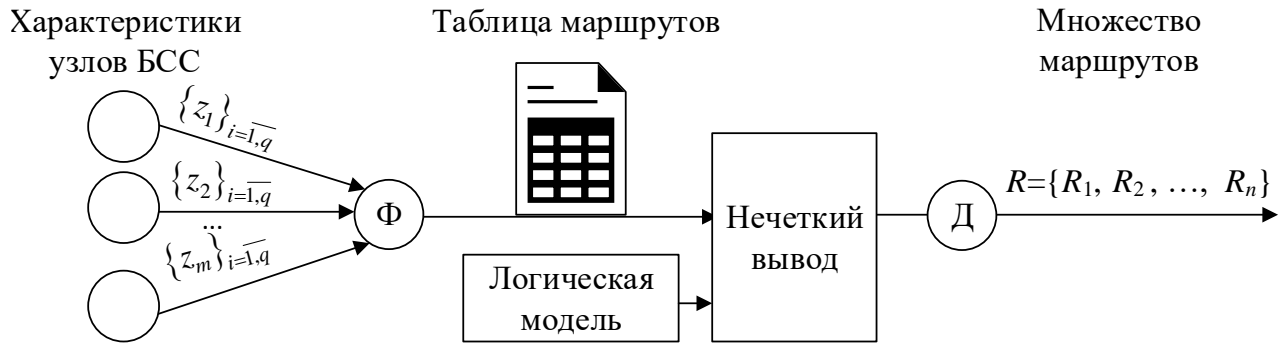 Характеристики
узлов БСС
Таблица маршрутов
Множество
маршрутов
{z₁}i=1,q̅
{z₂}i=1,q̅
...
{zₘ}i=1,q̅
Ф
Нечеткий
вывод
Логическая
модель
Д
R={R₁, R₂, …, Rₙ}